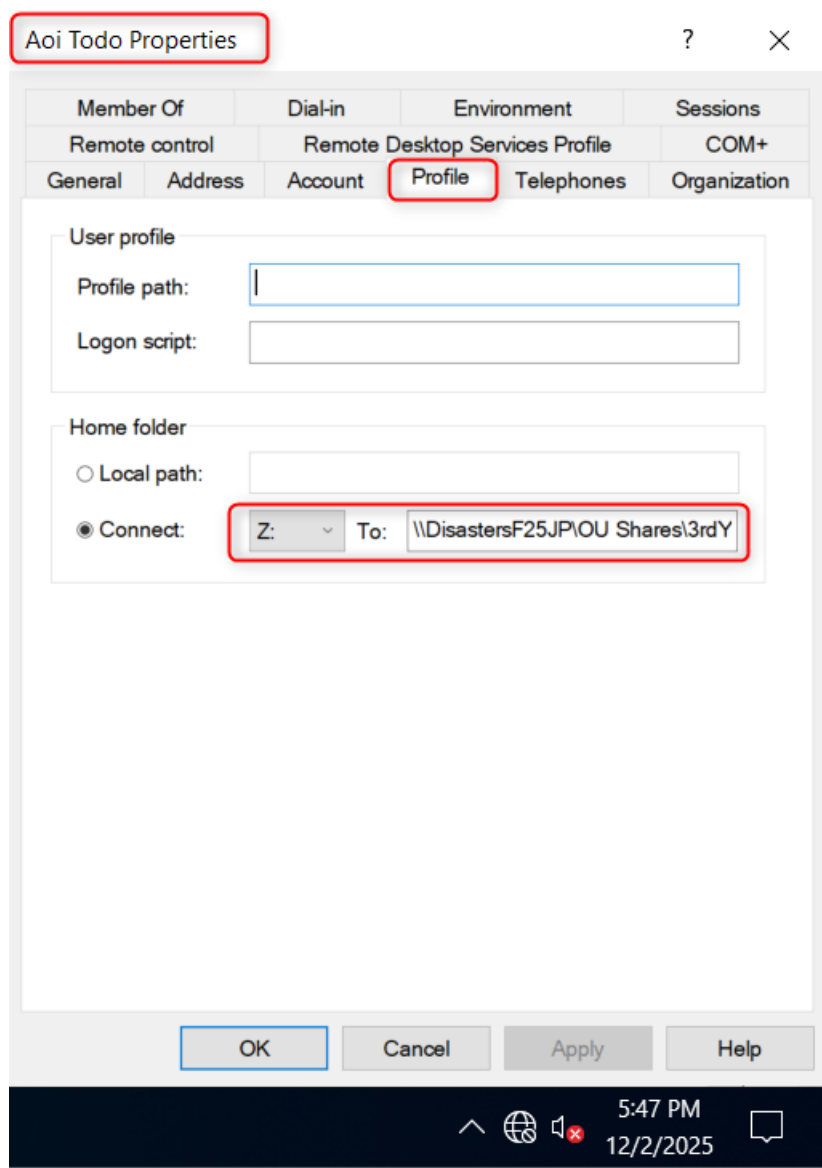 Aoi Todo Properties ?
Member Of Dial-in Environment Sessions
Remote control Remote Desktop Services Profile COM+
General Address Account Profile Telephones Organization
User profile
Profile path:
Logon script:
Home folder
Local path:
Connect: Z: To: \\DisastersF25JP\OU Shares\3rdY
OK Cancel Apply Help
5:47 PM
12/2/2025